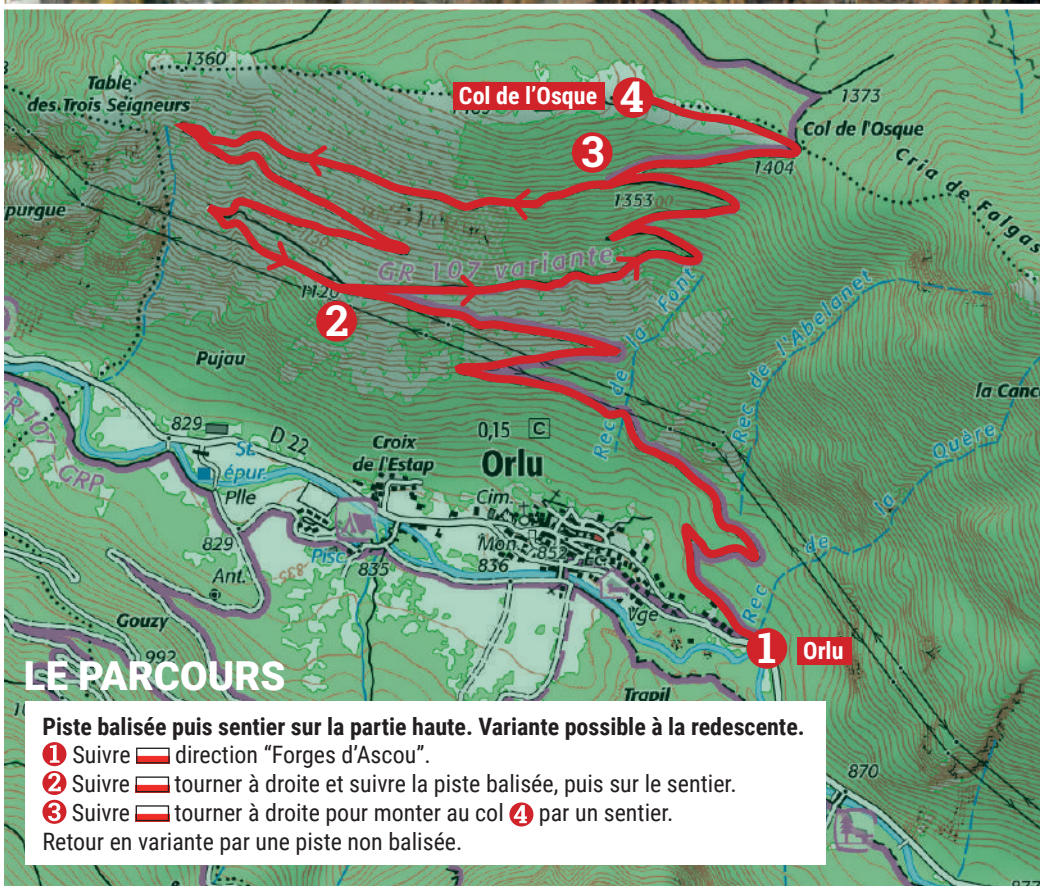 1360
Table
des Trois Seigneurs
Col de l'Osque 4
1373
Col de l'Osque
3
1404
Cria de Falgas
purgue
1353
GR 107 variante
1120
2
Rec de la Font
Rec de l'Abelanet
Pujau
la Canc
829
D 22
0,15 C
Croix
de l'Estap
Orlu
Quère
la
de
Rec
GR 107
GRP
St.
épur.
Plle
Cim.
Mon.
852
Ec.
829
Pisc.
835
836
Ant.
Vge
Gouzy
992
1 Orlu
Trapil
LE PARCOURS
Piste balisée puis sentier sur la partie haute. Variante possible à la redescente.
1 Suivre direction “Forges d’Ascou”.
2 Suivre tourner à droite et suivre la piste balisée, puis sur le sentier.
3 Suivre tourner à droite pour monter au col 4 par un sentier.
Retour en variante par une piste non balisée.
870